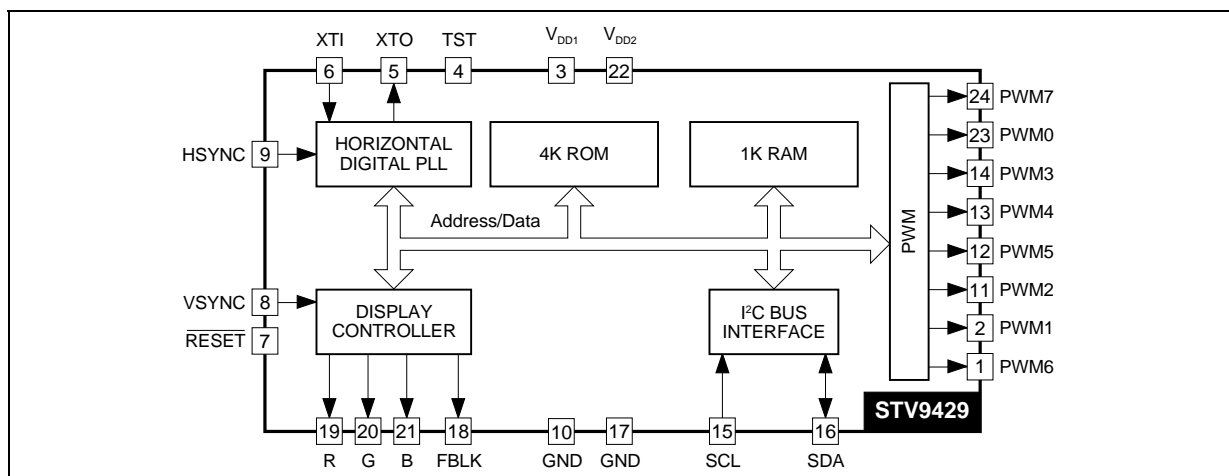 XTI XTO TST VDD1 VDD2
6 5 4 3 22
24 PWM7
HORIZONTAL
DIGITAL PLL
4K ROM
1K RAM
23 PWM0
HSYNC 9
14 PWM3
13 PWM4
Address/Data
PWM
12 PWM5
11 PWM2
VSYNC 8
DISPLAY
CONTROLLER
I²C BUS
INTERFACE
2 PWM1
RESET 7
1 PWM6
STV9429
19 20 21 18 10 17 15 16
R G B FBLK GND GND SCL SDA